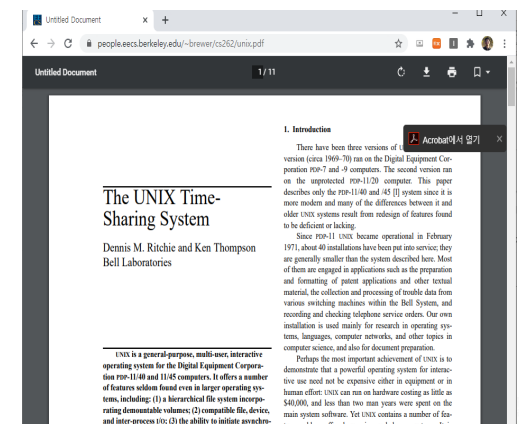 Untitled Document
people.eecs.berkeley.edu/~brewer/cs262/unix.pdf
Untitled Document
1 / 11
Acrobat에서 열기
The UNIX Time-
Sharing System
Dennis M. Ritchie and Ken Thompson
Bell Laboratories
UNIX is a general-purpose, multi-user, interactive
operating system for the Digital Equipment Corpora-
tion PDP-11/40 and 11/45 computers. It offers a number
of features seldom found even in larger operating sys-
tems, including: (1) a hierarchical file system incorpo-
rating demountable volumes; (2) compatible file, device,
and inter-process I/O; (3) the ability to initiate asynchro-
1. Introduction
There have been three versions of
version (circa 1969–70) ran on the Digital Equipment Cor-
poration PDP-7 and -9 computers. The second version ran
on the unprotected PDP-11/20 computer. This paper
describes only the PDP-11/40 and /45 [l] system since it is
more modern and many of the differences between it and
older UNIX systems result from redesign of features found
to be deficient or lacking.
Since PDP-11 UNIX became operational in February
1971, about 40 installations have been put into service; they
are generally smaller than the system described here. Most
of them are engaged in applications such as the preparation
and formatting of patent applications and other textual
material, the collection and processing of trouble data from
various switching machines within the Bell System, and
recording and checking telephone service orders. Our own
installation is used mainly for research in operating sys-
tems, languages, computer networks, and other topics in
computer science, and also for document preparation.
Perhaps the most important achievement of UNIX is to
demonstrate that a powerful operating system for interac-
tive use need not be expensive either in equipment or in
human effort: UNIX can run on hardware costing as little as
$40,000, and less than two man years were spent on the
main system software. Yet UNIX contains a number of fea-